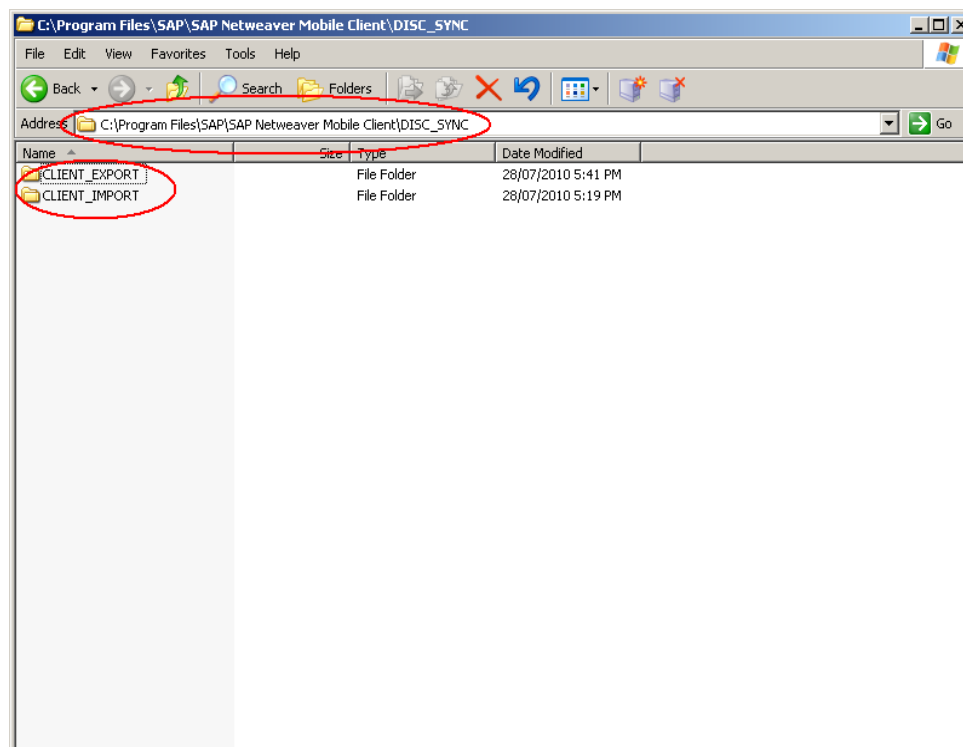 C:\Program Files\SAP\SAP Netweaver Mobile Client\DISC_SYNC
File Edit View Favorites Tools Help
Back Search Folders
Address C:\Program Files\SAP\SAP Netweaver Mobile Client\DISC_SYNC Go
Name Size Type Date Modified
CLIENT_EXPORT File Folder 28/07/2010 5:41 PM
CLIENT_IMPORT File Folder 28/07/2010 5:19 PM